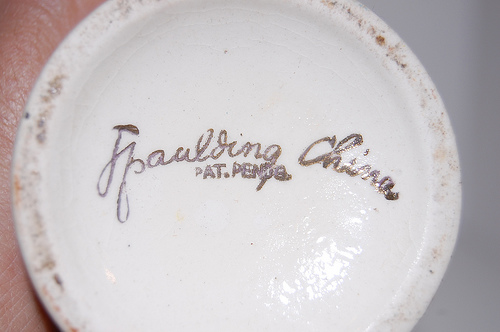 Spaulding China
PAT. PEND.